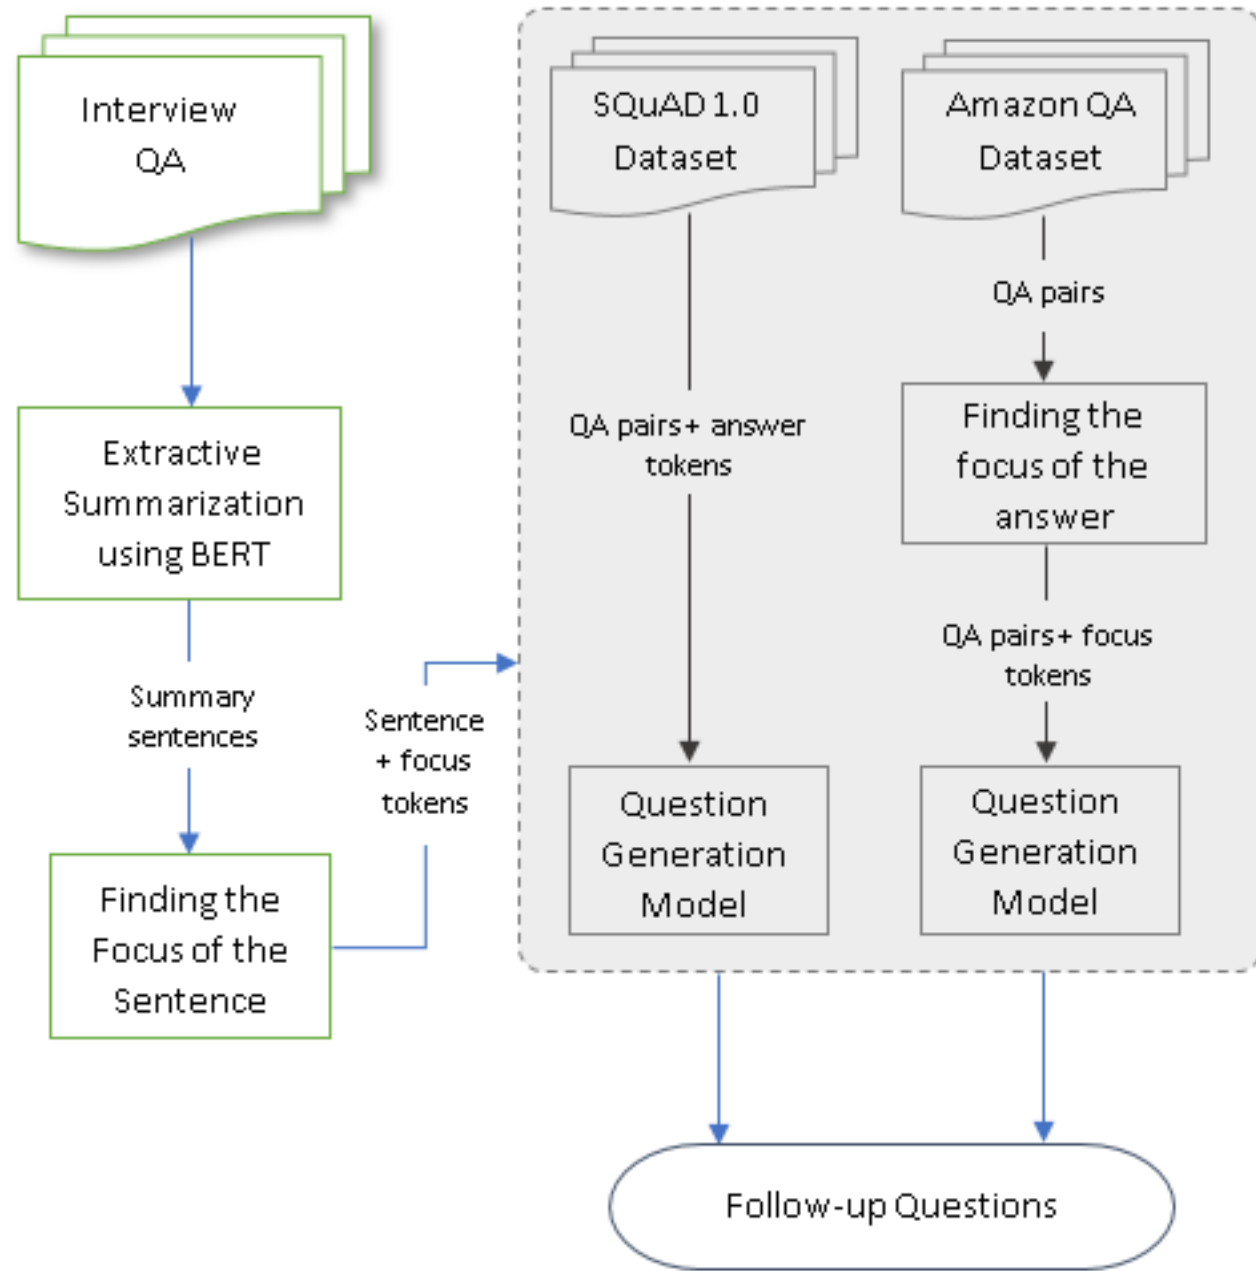 Interview
QA
Extractive
Summarization
using BERT
Summary
sentences
Finding the
Focus of the
Sentence
Sentence
+ focus
tokens
SQuAD 1.0
Dataset
QA pairs+ answer
tokens
Question
Generation
Model
Amazon QA
Dataset
QA pairs
Finding the
focus of the
answer
QA pairs+ focus
tokens
Question
Generation
Model
Follow-up Questions